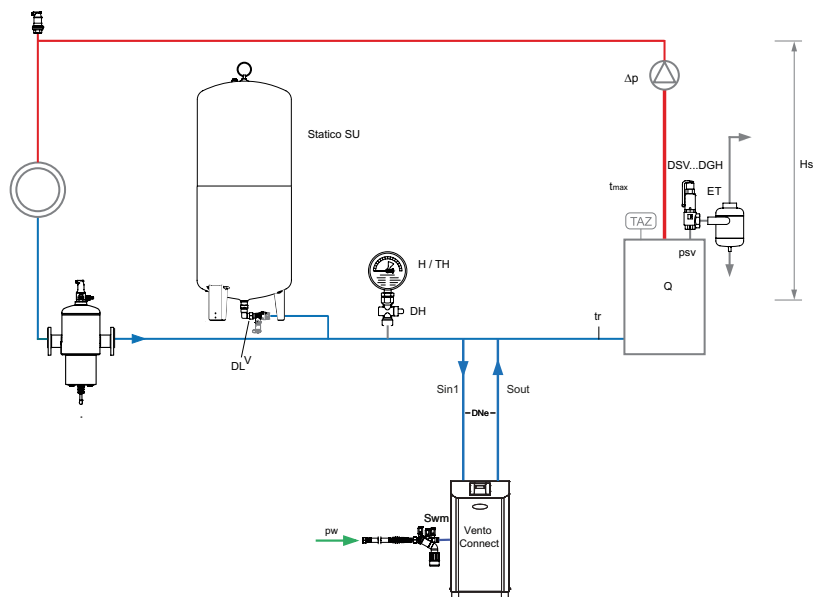 Δp
Hs
Statico SU
DSV...DGH
tmax
ET
TAZ
psv
H / TH
Q
DH
tr
DLV
Sin1
Sout
DNe
Swm
pw
Vento
Connect